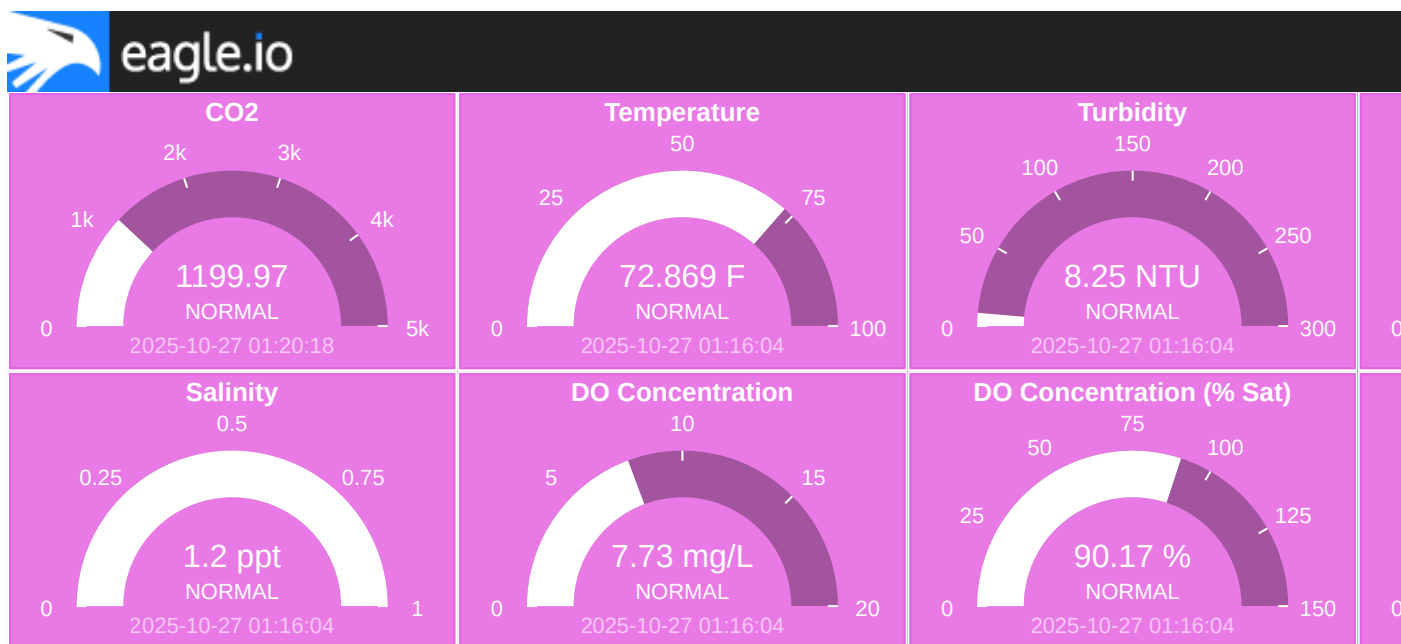 eagle.io
CO2
2k 3k
1k 4k
1199.97
NORMAL
0 5k
2025-10-27 01:20:18
Temperature
50
25 75
72.869 F
NORMAL
0 100
2025-10-27 01:16:04
Turbidity
150
100 200
50 250
8.25 NTU
NORMAL
0 300
2025-10-27 01:16:04
0
Salinity
0.5
0.25 0.75
1.2 ppt
NORMAL
0 1
2025-10-27 01:16:04
DO Concentration
10
5 15
7.73 mg/L
NORMAL
0 20
2025-10-27 01:16:04
DO Concentration (% Sat)
75
50 100
25 125
90.17 %
NORMAL
0 150
2025-10-27 01:16:04
0